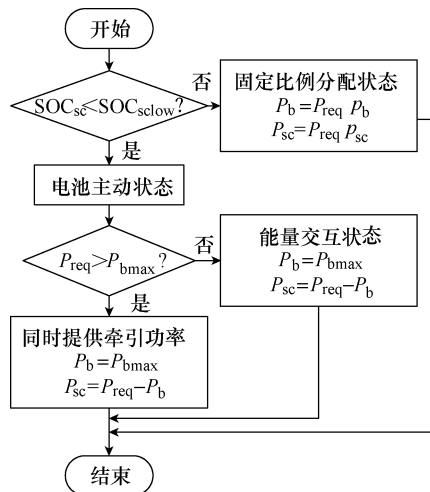 开始
SOCsc<SOCsclow?
否
固定比例分配状态
Pb=Preq pb
Psc=Preq psc
是
电池主动状态
Preq>Pbmax?
否
能量交互状态
Pb=Pbmax
Psc=Preq−Pb
是
同时提供牵引功率
Pb=Pbmax
Psc=Preq−Pb
结束